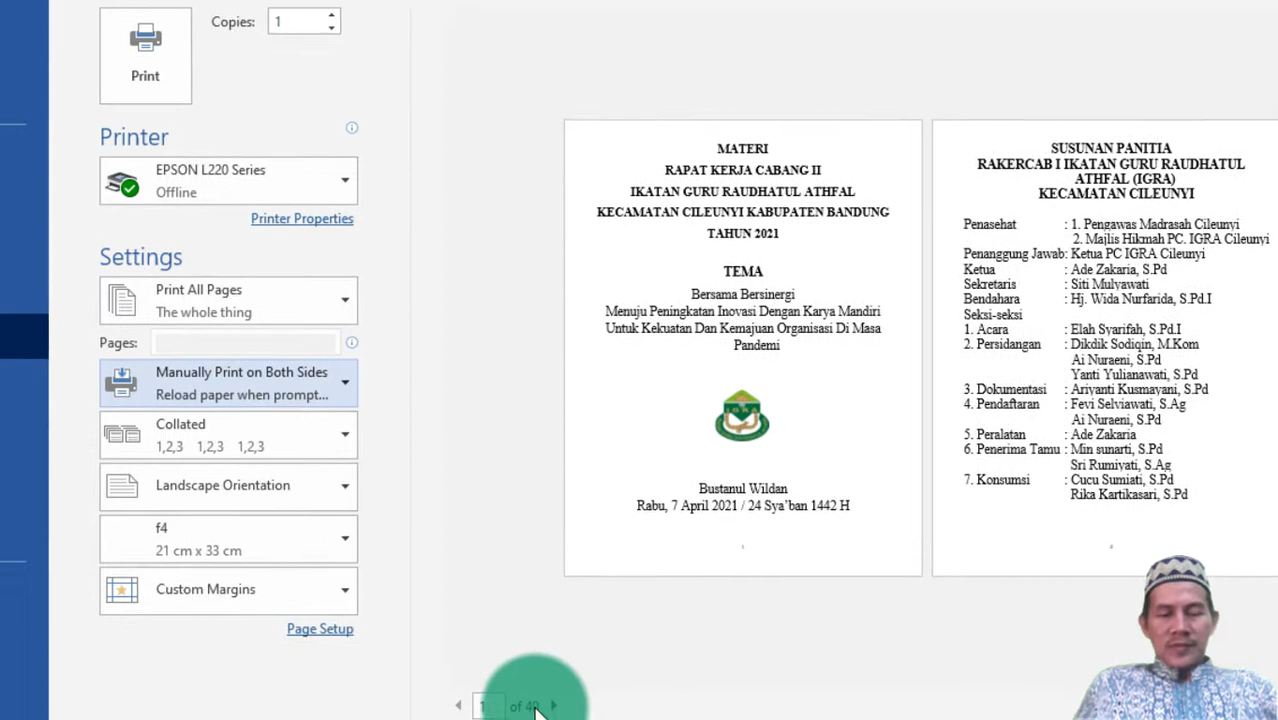 Copies: 1
Print
Printer
EPSON L220 Series
Offline
Printer Properties
Settings
Print All Pages
The whole thing
Pages:
Manually Print on Both Sides
Reload paper when prompt...
Collated
1,2,3 1,2,3 1,2,3
Landscape Orientation
f4
21 cm x 33 cm
Custom Margins
Page Setup
MATERI
RAPAT KERJA CABANG II
IKATAN GURU RAUDHATUL ATHFAL
KECAMATAN CILEUNYI KABUPATEN BANDUNG
TAHUN 2021
TEMA
Bersama Bersinergi
Menuju Peningkatan Inovasi Dengan Karya Mandiri
Untuk Kekuatan Dan Kemajuan Organisasi Di Masa
Pandemi
Bustanul Wildan
Rabu, 7 April 2021 / 24 Sya'ban 1442 H
1
SUSUNAN PANITIA
RAKERCAB I IKATAN GURU RAUDHATUL
ATHFAL (IGRA)
KECAMATAN CILEUNYI
Penasehat : 1. Pengawas Madrasah Cileunyi
2. Majlis Hikmah PC. IGRA Cileunyi
Penanggung Jawab: Ketua PC IGRA Cileunyi
Ketua : Ade Zakaria, S.Pd
Sekretaris : Siti Mulyawati
Bendahara : Hj. Wida Nurfarida, S.Pd.I
Seksi-seksi
1. Acara : Elah Syarifah, S.Pd.I
2. Persidangan : Dikdik Sodiqin, M.Kom
Ai Nuraeni, S.Pd
Yanti Yulianawati, S.Pd
3. Dokumentasi : Ariyanti Kusmayani, S.Pd
4. Pendaftaran : Fevi Selviawati, S.Ag
Ai Nuraeni, S.Pd
5. Peralatan : Ade Zakaria
6. Penerima Tamu : Min sunarti, S.Pd
Sri Rumiyati, S.Ag
7. Konsumsi : Cucu Sumiati, S.Pd
Rika Kartikasari, S.Pd
2
1 of